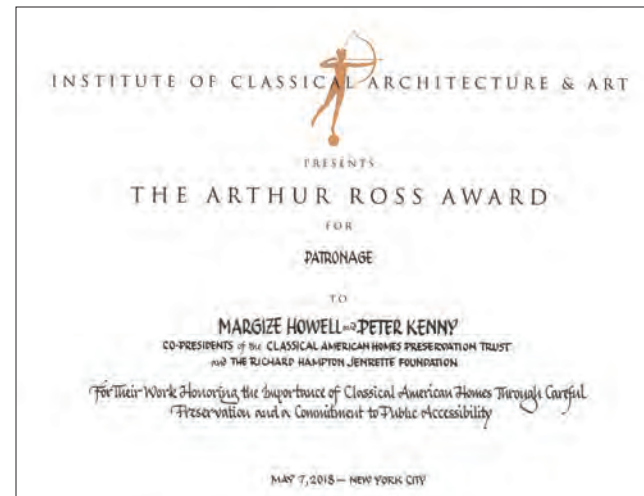 INSTITUTE OF CLASSICAL ARCHITECTURE & ART
PRESENTS
THE ARTHUR ROSS AWARD
FOR
PATRONAGE
TO
MARGIZE HOWELL and PETER KENNY
CO-PRESIDENTS of the CLASSICAL AMERICAN HOMES PRESERVATION TRUST
and THE RICHARD HAMPTON JENRETTE FOUNDATION
For Their Work Honoring the Importance of Classical American Homes Through Careful
Preservation and a Commitment to Public Accessibility
MAY 7, 2018 — NEW YORK CITY